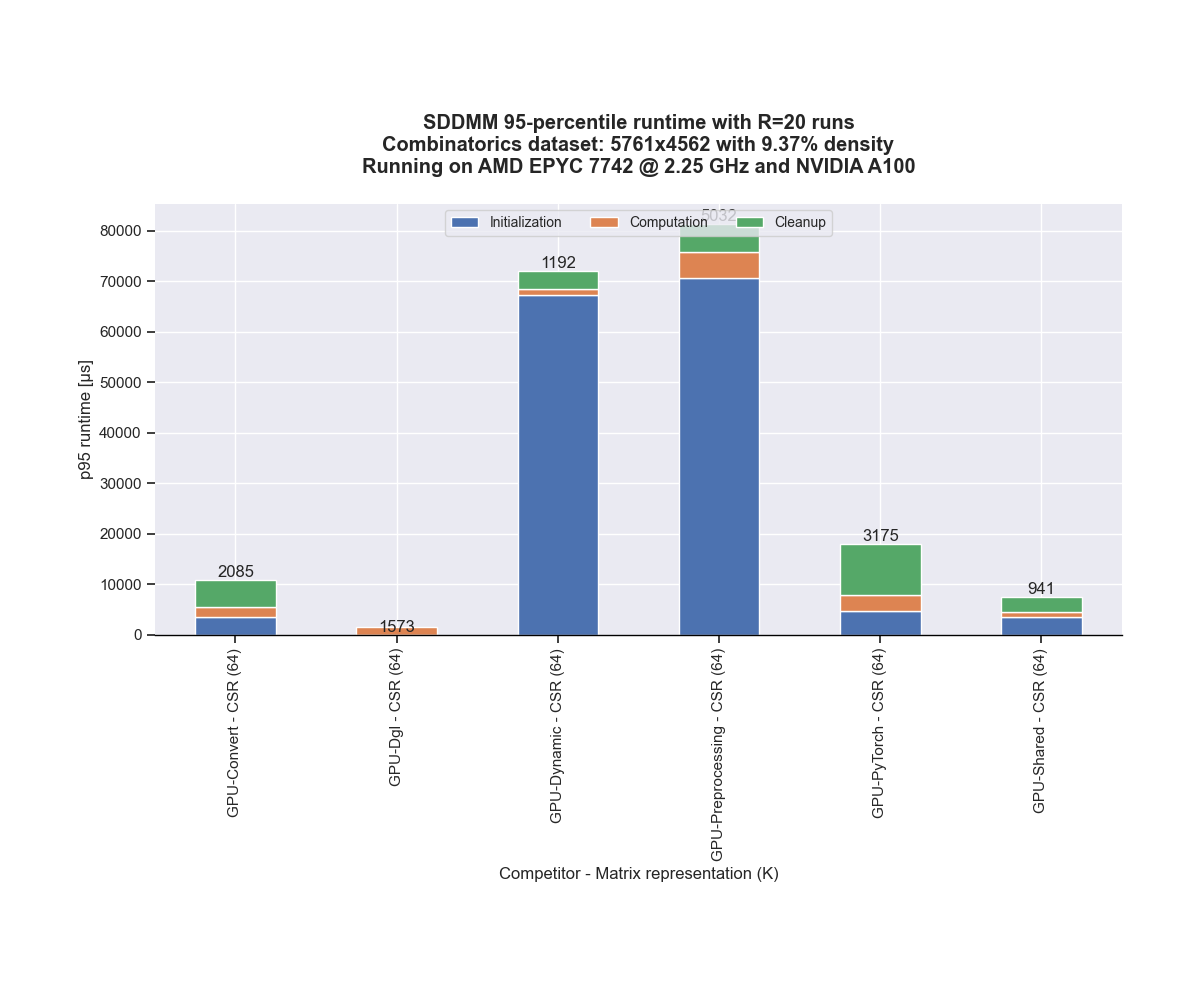 SDDMM 95-percentile runtime with R=20 runs
Combinatorics dataset: 5761x4562 with 9.37% density
Running on AMD EPYC 7742 @ 2.25 GHz and NVIDIA A100
Initialization
Computation
Cleanup
p95 runtime [µs]
80000
70000
60000
50000
40000
30000
20000
10000
0
2085
1573
1192
5032
3175
941
GPU-Convert - CSR (64)
GPU-Dgl - CSR (64)
GPU-Dynamic - CSR (64)
GPU-Preprocessing - CSR (64)
GPU-PyTorch - CSR (64)
GPU-Shared - CSR (64)
Competitor - Matrix representation (K)